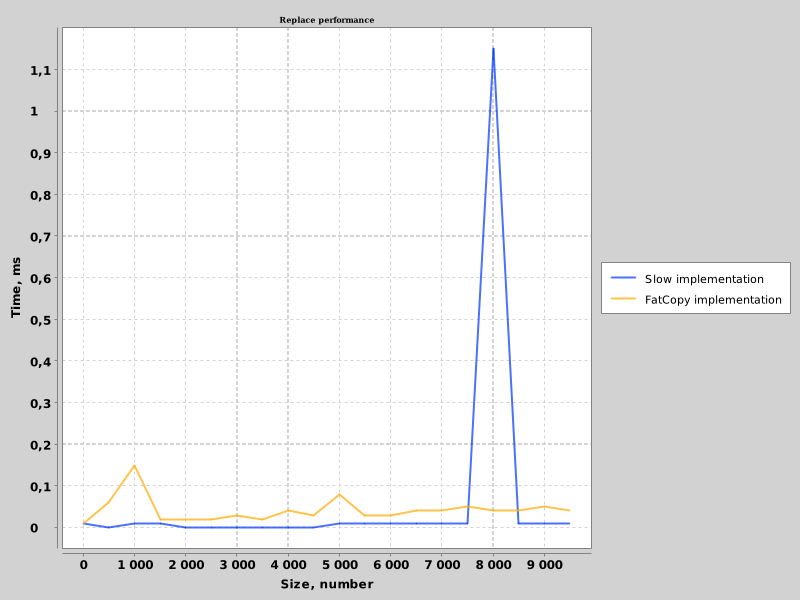 Replace performance
1,1
1
0,9
0,8
0,7
0,6
0,5
0,4
0,3
0,2
0,1
0
Time, ms
0 1 000 2 000 3 000 4 000 5 000 6 000 7 000 8 000 9 000
Size, number
Slow implementation
FatCopy implementation